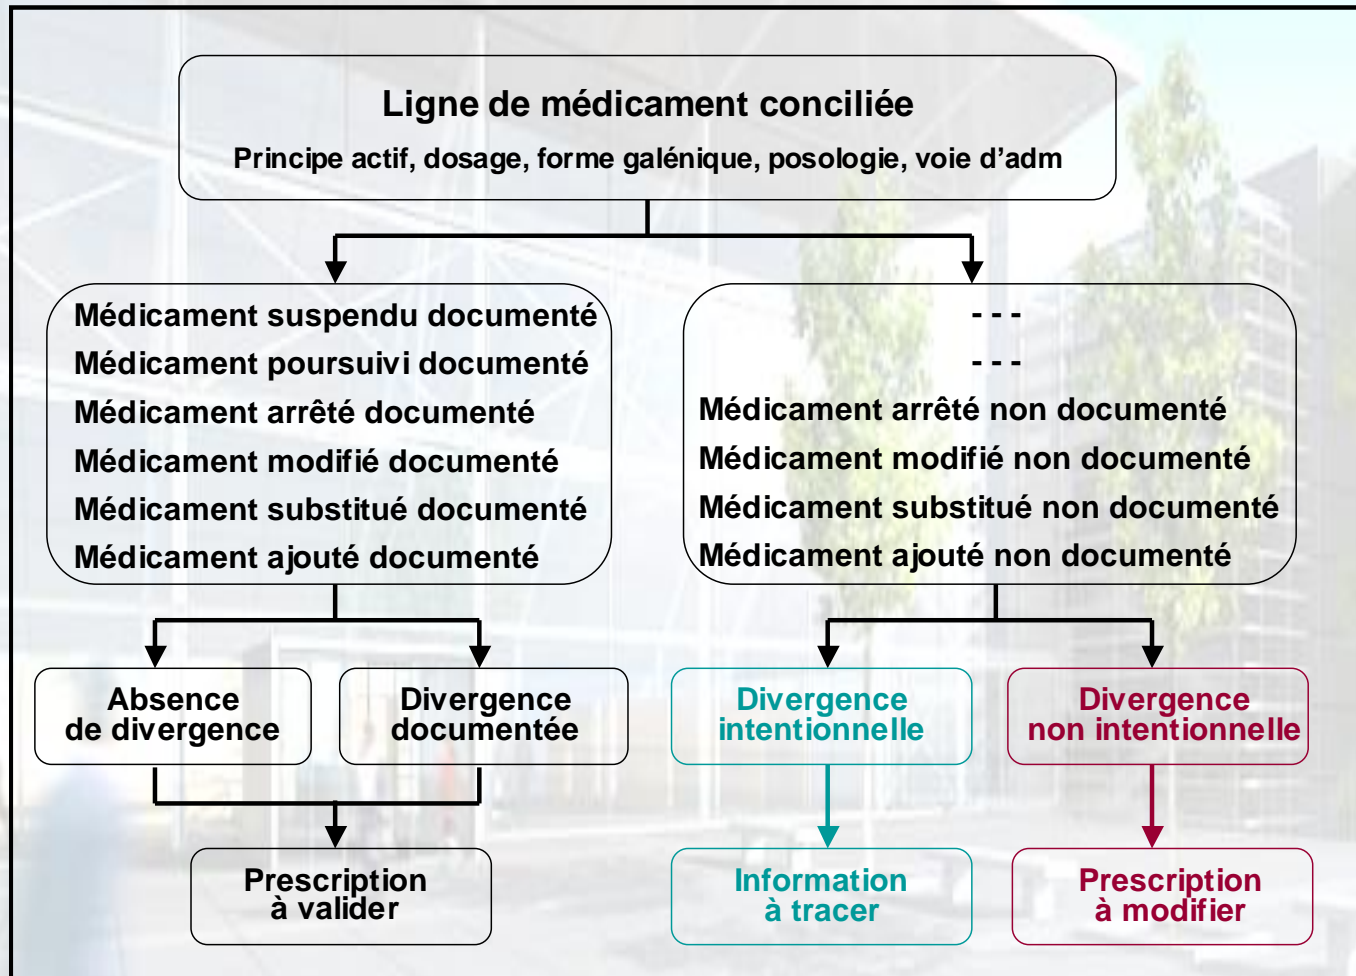 Ligne de médicament conciliée
Principe actif, dosage, forme galénique, posologie, voie d'adm
Médicament suspendu documenté
Médicament poursuivi documenté
Médicament arrêté documenté
Médicament modifié documenté
Médicament substitué documenté
Médicament ajouté documenté
- - -
- - -
Médicament arrêté non documenté
Médicament modifié non documenté
Médicament substitué non documenté
Médicament ajouté non documenté
Absence
de divergence
Divergence
documentée
Divergence
intentionnelle
Divergence
non intentionnelle
Prescription
à valider
Information
à tracer
Prescription
à modifier